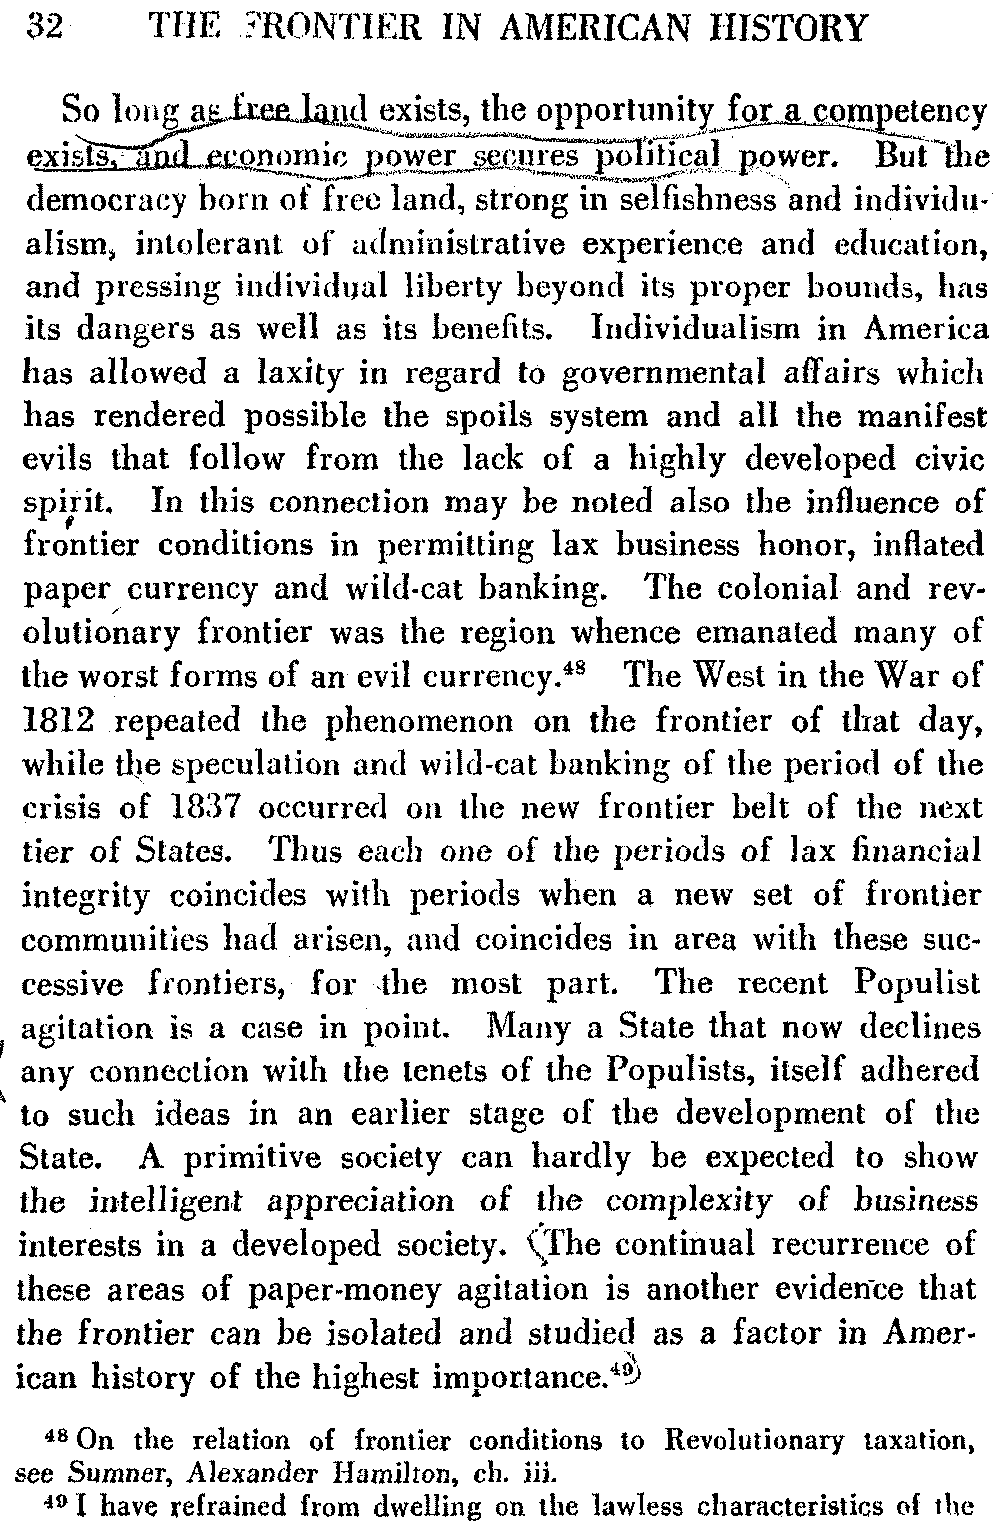 32 THE FRONTIER IN AMERICAN HISTORY
So long as free land exists, the opportunity for a competency
exists, and economic power secures political power. But the
democracy born of free land, strong in selfishness and individu-
alism, intolerant of administrative experience and education,
and pressing individual liberty beyond its proper bounds, has
its dangers as well as its benefits. Individualism in America
has allowed a laxity in regard to governmental affairs which
has rendered possible the spoils system and all the manifest
evils that follow from the lack of a highly developed civic
spirit. In this connection may be noted also the influence of
frontier conditions in permitting lax business honor, inflated
paper currency and wild-cat banking. The colonial and rev-
olutionary frontier was the region whence emanated many of
the worst forms of an evil currency.48 The West in the War of
1812 repeated the phenomenon on the frontier of that day,
while the speculation and wild-cat banking of the period of the
crisis of 1837 occurred on the new frontier belt of the next
tier of States. Thus each one of the periods of lax financial
integrity coincides with periods when a new set of frontier
communities had arisen, and coincides in area with these suc-
cessive frontiers, for the most part. The recent Populist
agitation is a case in point. Many a State that now declines
any connection with the tenets of the Populists, itself adhered
to such ideas in an earlier stage of the development of the
State. A primitive society can hardly be expected to show
the intelligent appreciation of the complexity of business
interests in a developed society. (The continual recurrence of
these areas of paper-money agitation is another evidence that
the frontier can be isolated and studied as a factor in Amer-
ican history of the highest importance.49)
48 On the relation of frontier conditions to Revolutionary taxation,
see Sumner, Alexander Hamilton, ch. iii.
49 I have refrained from dwelling on the lawless characteristics of the